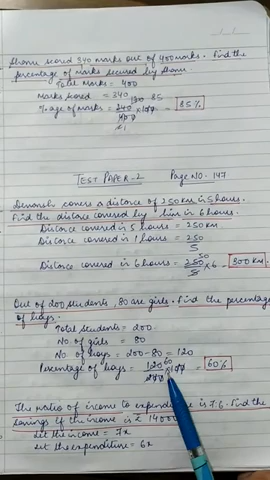 Shanu scored 340 marks out of 400 marks. Find the
percentage of marks secured by Shanu.
Total Marks = 400
Marks scored = 340
% age of marks = 340/400 × 100 = 85%
TEST PAPER-2 Page No. 147
Devansh covers a distance of 250 km in 5 hours.
Find the distance covered by him in 6 hours.
Distance covered in 5 hours = 250 km
Distance covered in 1 hour = 250/5
Distance covered in 6 hours = 250/5 × 6 = 300 km.
Out of 200 students, 80 are girls. Find the percentage
of boys.
Total students = 200
No of girls = 80
No. of boys = 200-80 = 120
Percentage of boys = 120/200 × 100 = 60%
The ratio of income to expenditure is 7:6. Find the
savings if the income is ₹ 14000
Let the income = 7x
Let the expenditure = 6x